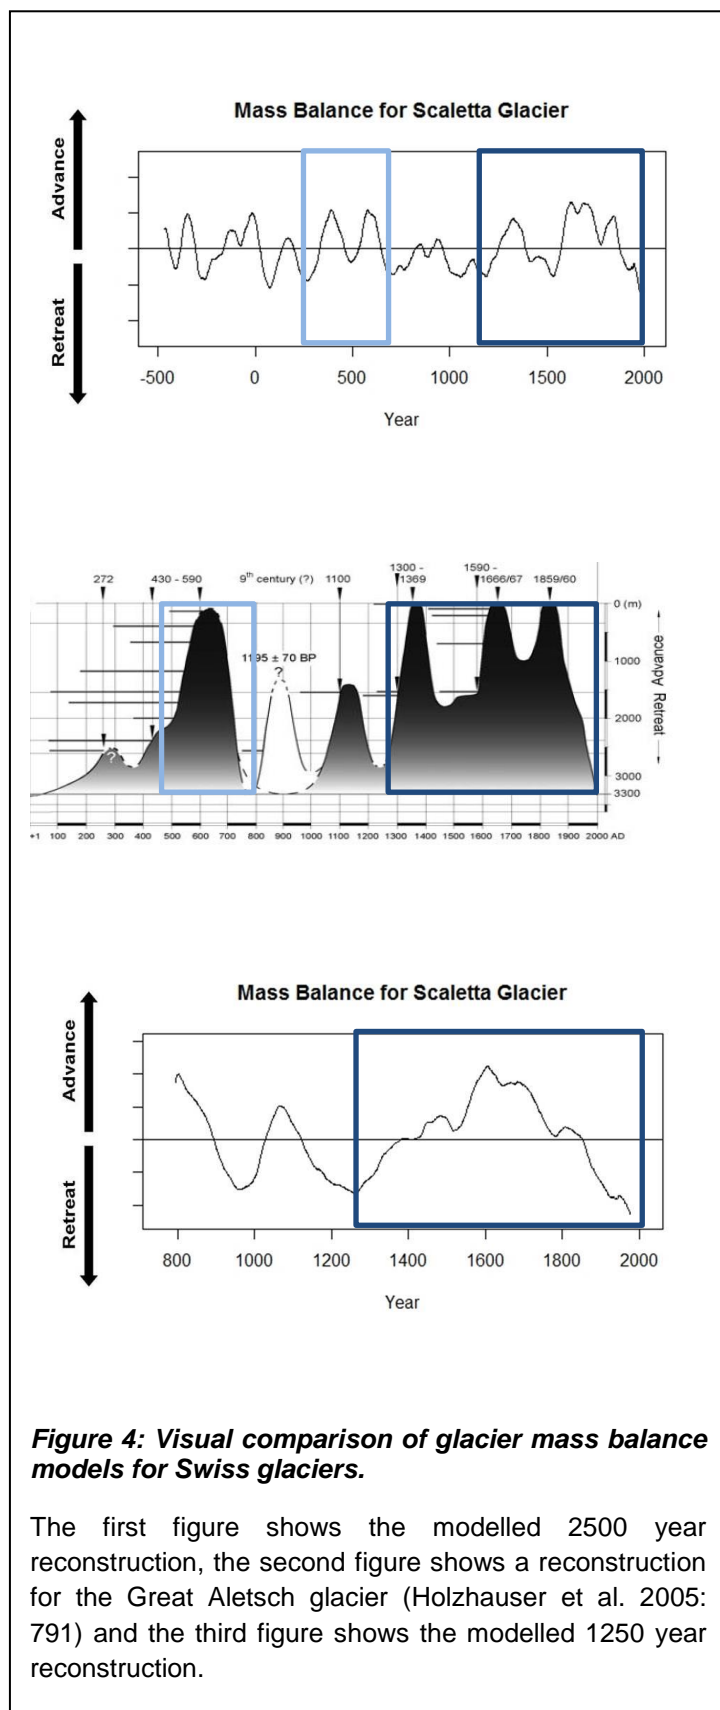 Mass Balance for Scaletta Glacier
Advance
Retreat
-500 0 500 1000 1500 2000
Year
272 430 - 590 9th century (?) 1100 1300 - 1369 1590 - 1666/67 1859/60
0 (m)
1195 ± 70 BP
?
?
1000
2000
3000
3300
Advance
Retreat
+1 100 200 300 400 500 600 700 800 900 1000 1100 1200 1300 1400 1500 1600 1700 1800 1900 2000 AD
Mass Balance for Scaletta Glacier
Advance
Retreat
800 1000 1200 1400 1600 1800 2000
Year
Figure 4: Visual comparison of glacier mass balance
models for Swiss glaciers.
The first figure shows the modelled 2500 year
reconstruction, the second figure shows a reconstruction
for the Great Aletsch glacier (Holzhauser et al. 2005:
791) and the third figure shows the modelled 1250 year
reconstruction.